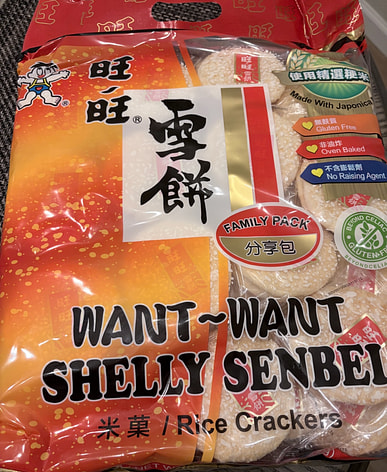 旺旺®
雪餅
使用精選粳米
Made With Japonica
無麩質
Gluten Free
非油炸
Oven Baked
不含膨鬆劑
No Raising Agent
FAMILY PACK
分享包
BEYOND CELIAC
GLUTEN-FREE
WANT~WANT
SHELLY SENBEI
米菓 / Rice Crackers